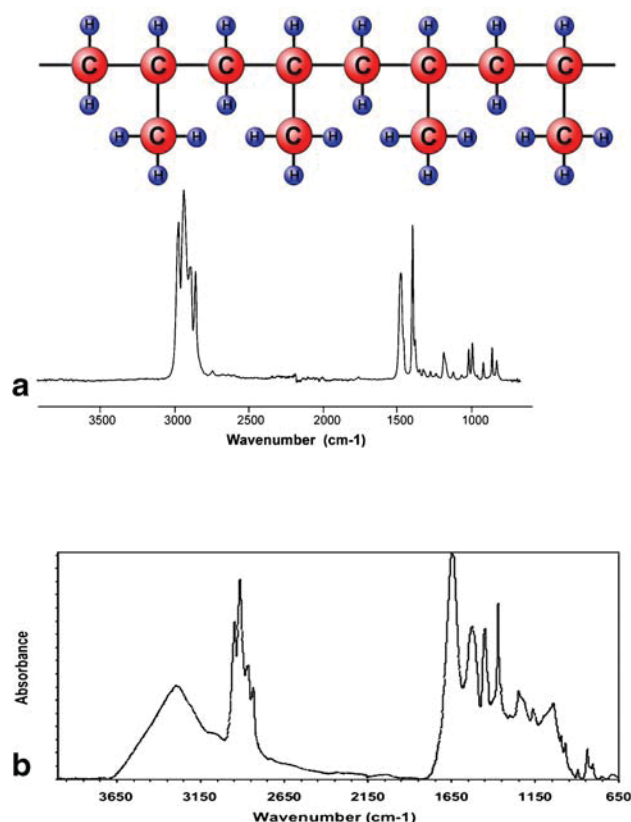 H H H H H H H H
C C C C C C C C
H H H H
H C H H C H H C H H C H
H H H H
a
3500 3000 2500 2000 1500 1000
Wavenumber (cm-1)
Absorbance
b
3650 3150 2650 2150 1650 1150 650
Wavenumber (cm-1)